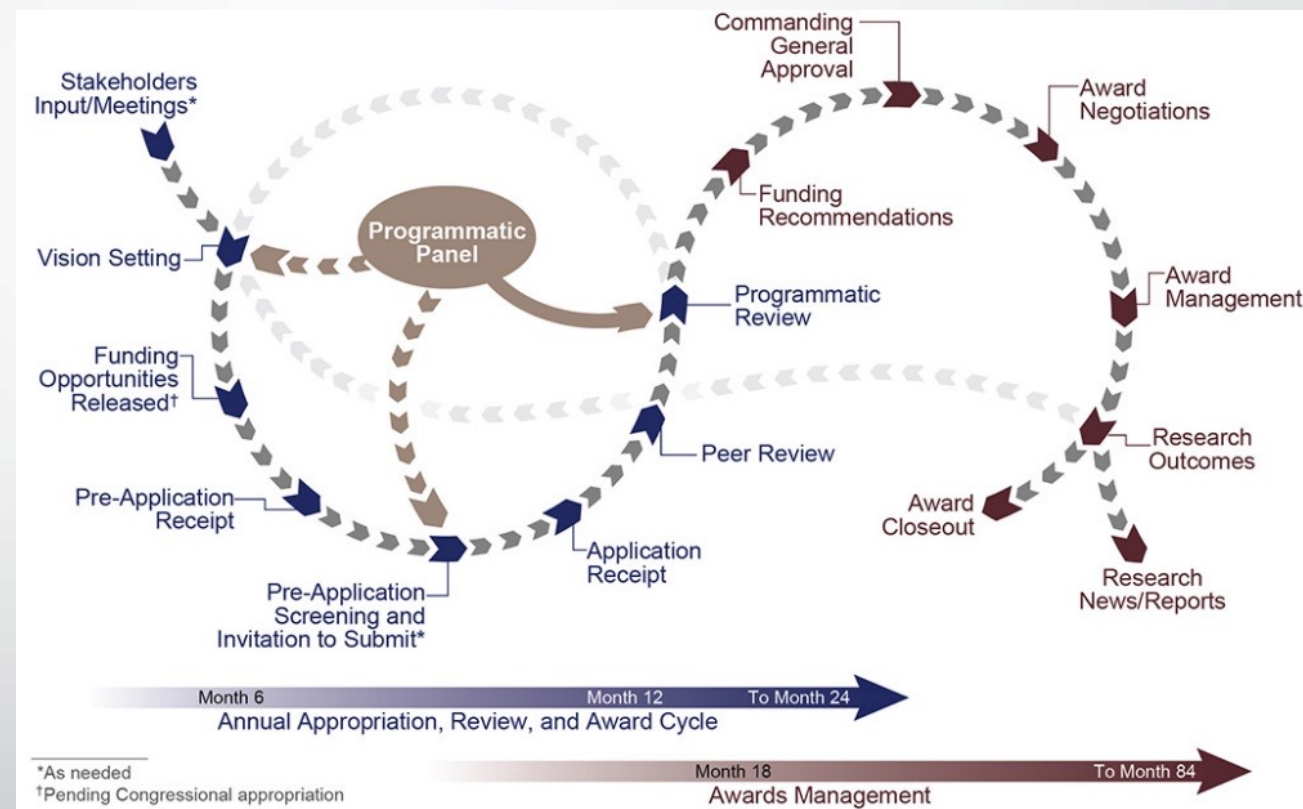 Stakeholders
Input/Meetings*
Vision Setting
Funding
Opportunities
Released†
Pre-Application
Receipt
Pre-Application
Screening and
Invitation to Submit*
Application
Receipt
Peer Review
Programmatic
Review
Programmatic
Panel
Funding
Recommendations
Commanding
General
Approval
Award
Negotiations
Award
Management
Research
Outcomes
Award
Closeout
Research
News/Reports
Month 6
Month 12
To Month 24
Annual Appropriation, Review, and Award Cycle
Month 18
To Month 84
Awards Management
*As needed
†Pending Congressional appropriation